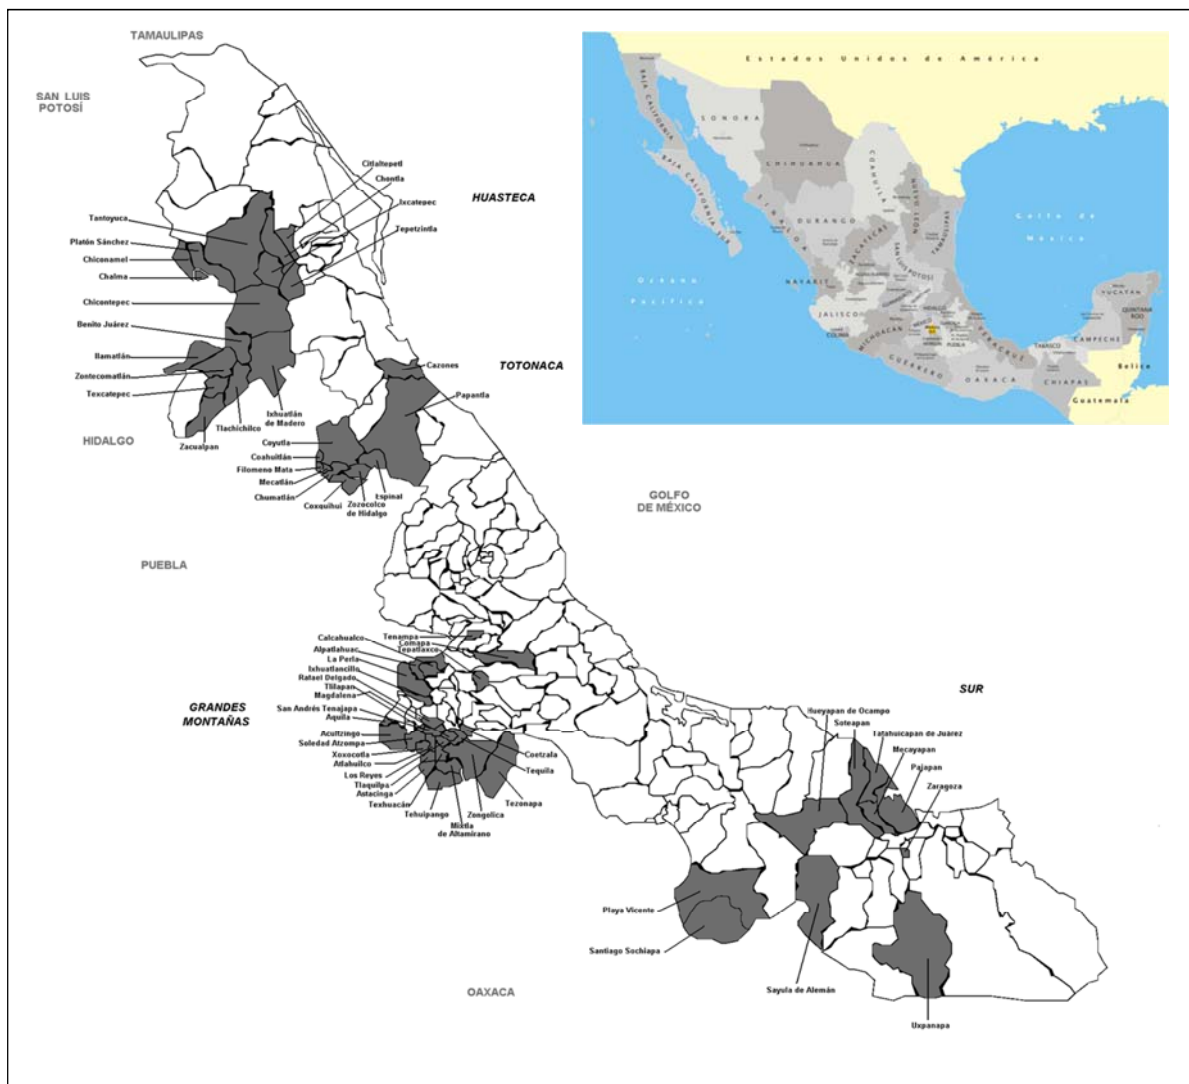 TAMAULIPAS
SAN LUIS
POTOSÍ
Citlaltepetl
Chontla
Ixcatepec
Tepetzintla
HUASTECA
Tantoyuca
Platón Sánchez
Chiconamel
Chalma
Chicontepec
Benito Juárez
Ilamatlán
Zontecomatlán
Texcatepec
Zacualpan
Tlachichilco
Ixhuatlán
de Madero
HIDALGO
TOTONACA
Cazones
Papantla
Coyutla
Coahuitlán
Filomeno Mata
Mecatlán
Chumatlán
Coxquihui
Zozocolco
de Hidalgo
Espinal
GOLFO
DE MÉXICO
PUEBLA
Tenampa
Comapa
Tepatlaxco
Calcahualco
Alpatlahuac
La Perla
Ixhuatlancillo
Rafael Delgado
Tlilapan
Magdalena
San Andrés Tenajapa
Aquila
Acultzingo
Soledad Atzompa
Xoxocotla
Atlahuilco
Los Reyes
Tlaquilpa
Astacinga
Texhuacán
Tehuipango
Mixtla
de Altamirano
Zongolica
Tezonapa
Tequila
Coetzala
GRANDES
MONTAÑAS
SUR
Hueyapan de Ocampo
Soteapan
Tatahuicapan de Juárez
Mecayapan
Pajapan
Zaragoza
Playa Vicente
Santiago Sochiapa
Sayula de Alemán
Uxpanapa
OAXACA
Estados Unidos de América
BAJA CALIFORNIA
BAJA CALIFORNIA SUR
SONORA
CHIHUAHUA
COAHUILA
NUEVO LEÓN
TAMAULIPAS
SINALOA
DURANGO
ZACATECAS
SAN LUIS POTOSÍ
NAYARIT
JALISCO
COLIMA
MICHOACÁN
GUERRERO
HIDALGO
MÉXICO
PUEBLA
VERACRUZ
OAXACA
TABASCO
CHIAPAS
CAMPECHE
YUCATÁN
QUINTANA
ROO
Golfo de
México
Océano
Pacífico
Belice
Guatemala